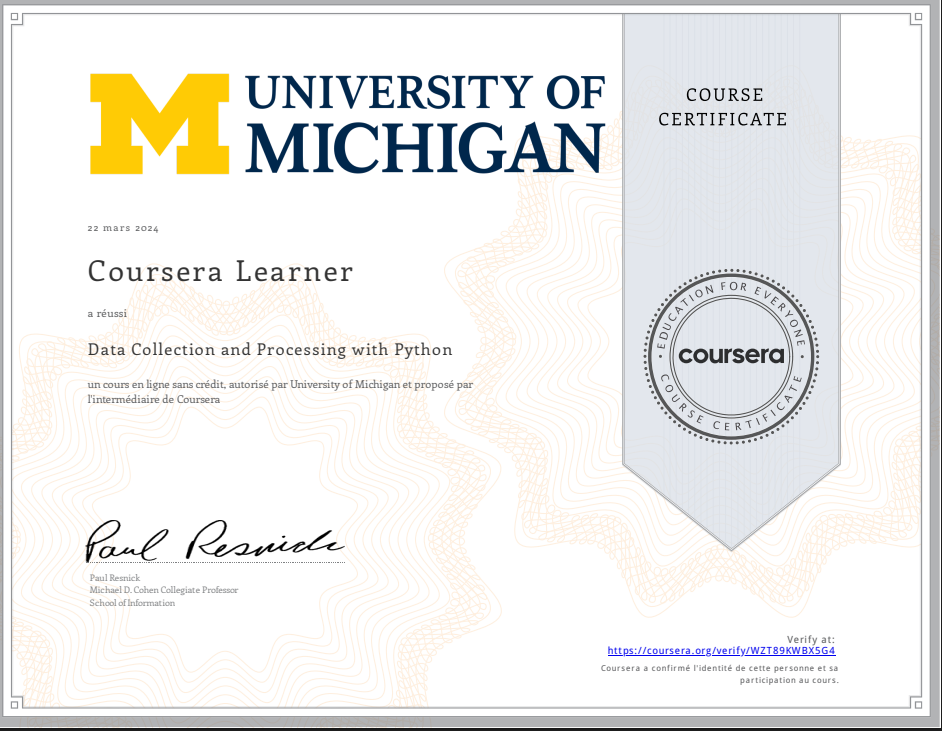 UNIVERSITY OF
MICHIGAN
COURSE
CERTIFICATE
22 mars 2024
Coursera Learner
a réussi
Data Collection and Processing with Python
un cours en ligne sans crédit, autorisé par University of Michigan et proposé par
l'intermédiaire de Coursera
EDUCATION FOR EVERYONE
coursera
COURSE CERTIFICATE
Paul Resnick
Paul Resnick
Michael D. Cohen Collegiate Professor
School of Information
Verify at:
https://coursera.org/verify/WZT89KWBX5G4
Coursera a confirmé l'identité de cette personne et sa
participation au cours.